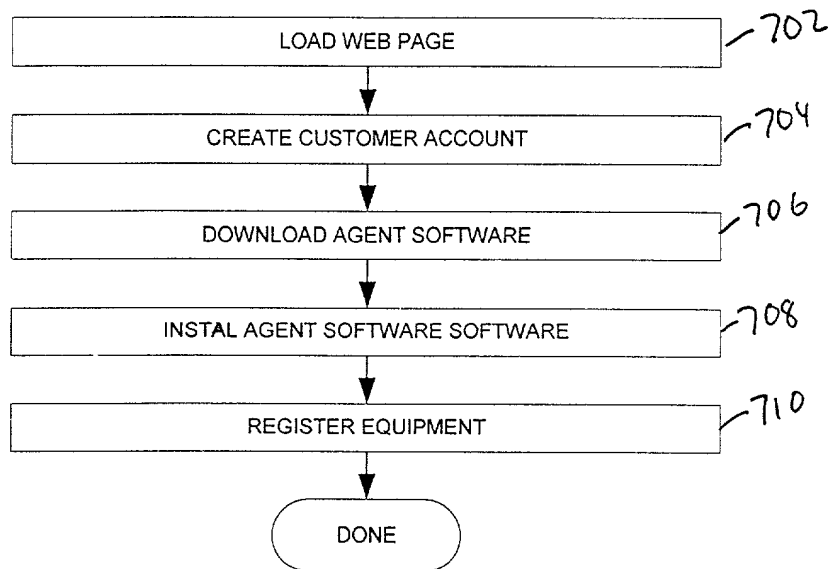 LOAD WEB PAGE 702
CREATE CUSTOMER ACCOUNT 704
DOWNLOAD AGENT SOFTWARE 706
INSTAL AGENT SOFTWARE SOFTWARE 708
REGISTER EQUIPMENT 710
DONE